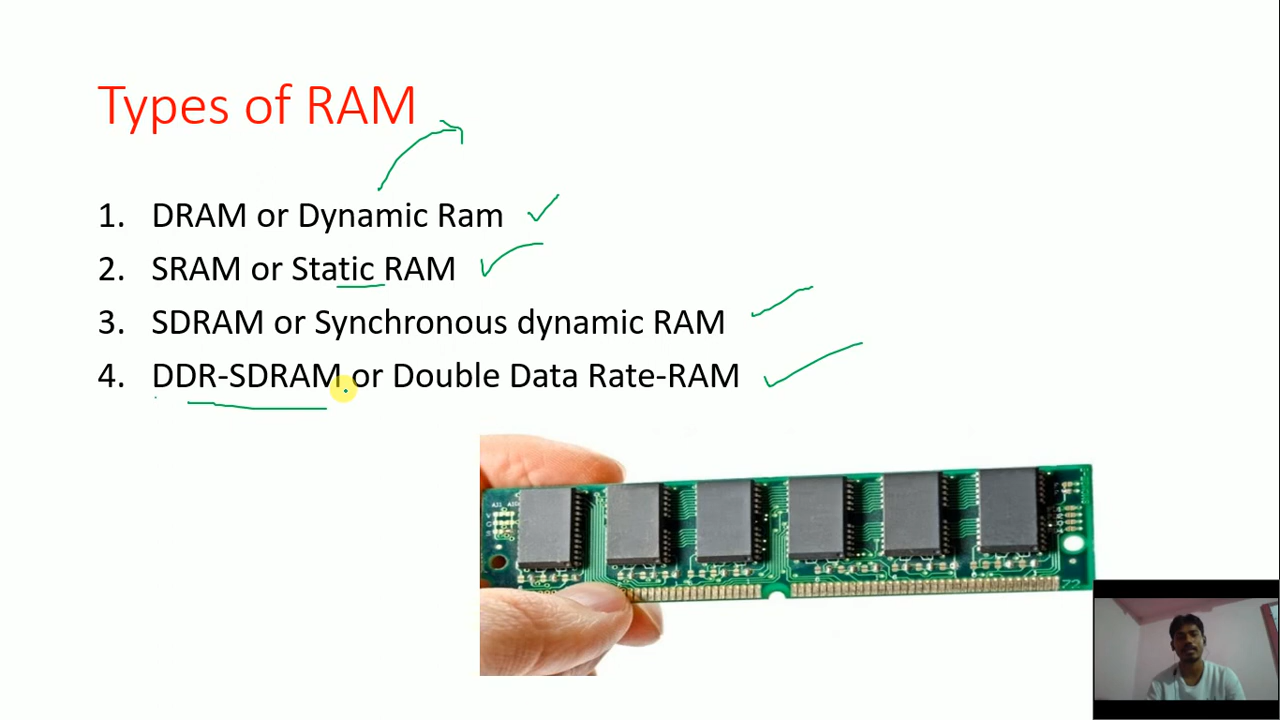 Types of RAM
1. DRAM or Dynamic Ram
2. SRAM or Static RAM
3. SDRAM or Synchronous dynamic RAM
4. DDR-SDRAM or Double Data Rate-RAM
72